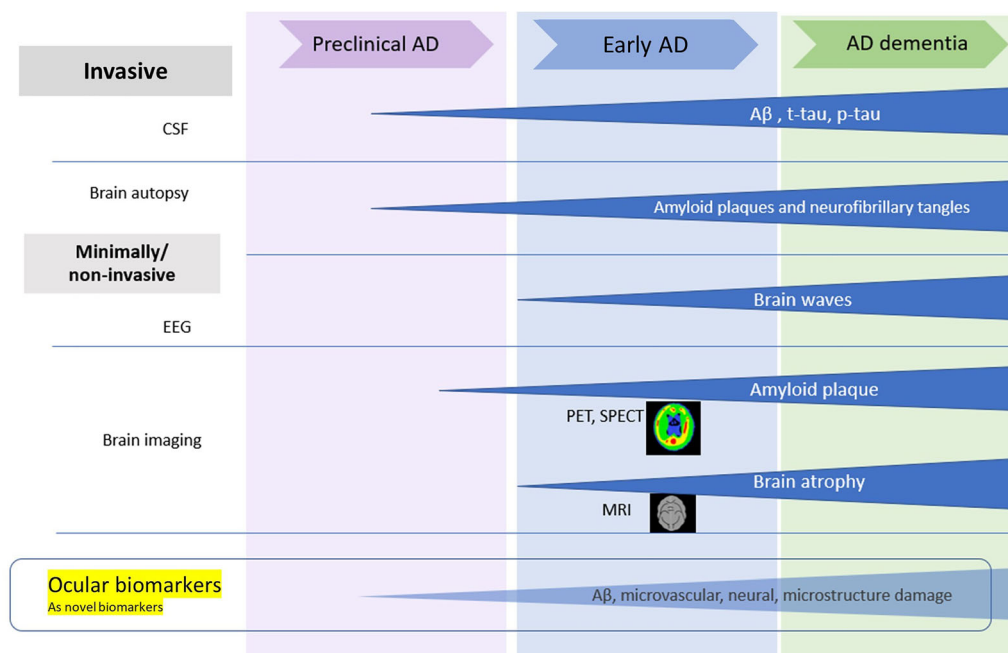 Preclinical AD
Early AD
AD dementia
Invasive
CSF
Aβ , t-tau, p-tau
Brain autopsy
Amyloid plaques and neurofibrillary tangles
Minimally/
non-invasive
EEG
Brain waves
Brain imaging
Amyloid plaque
PET, SPECT
Brain atrophy
MRI
Ocular biomarkers
As novel biomarkers
Aβ, microvascular, neural, microstructure damage